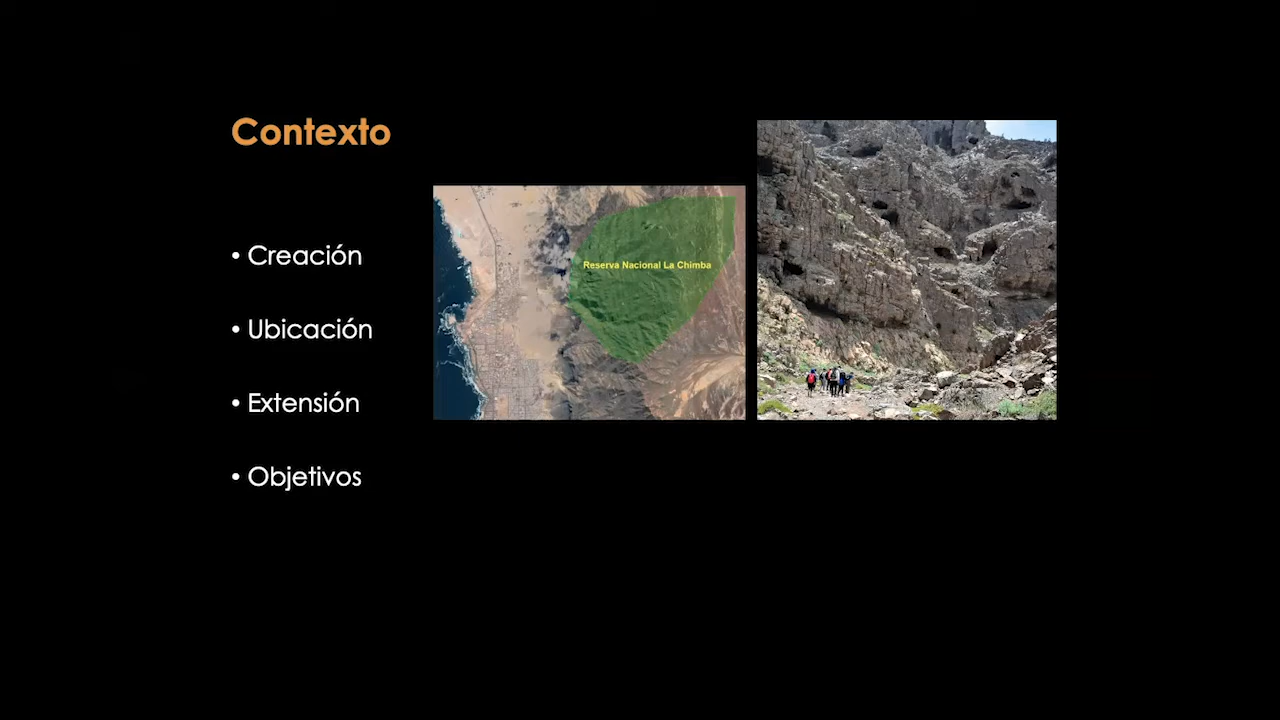 Contexto
• Creación
• Ubicación
• Extensión
• Objetivos
Reserva Nacional La Chimba